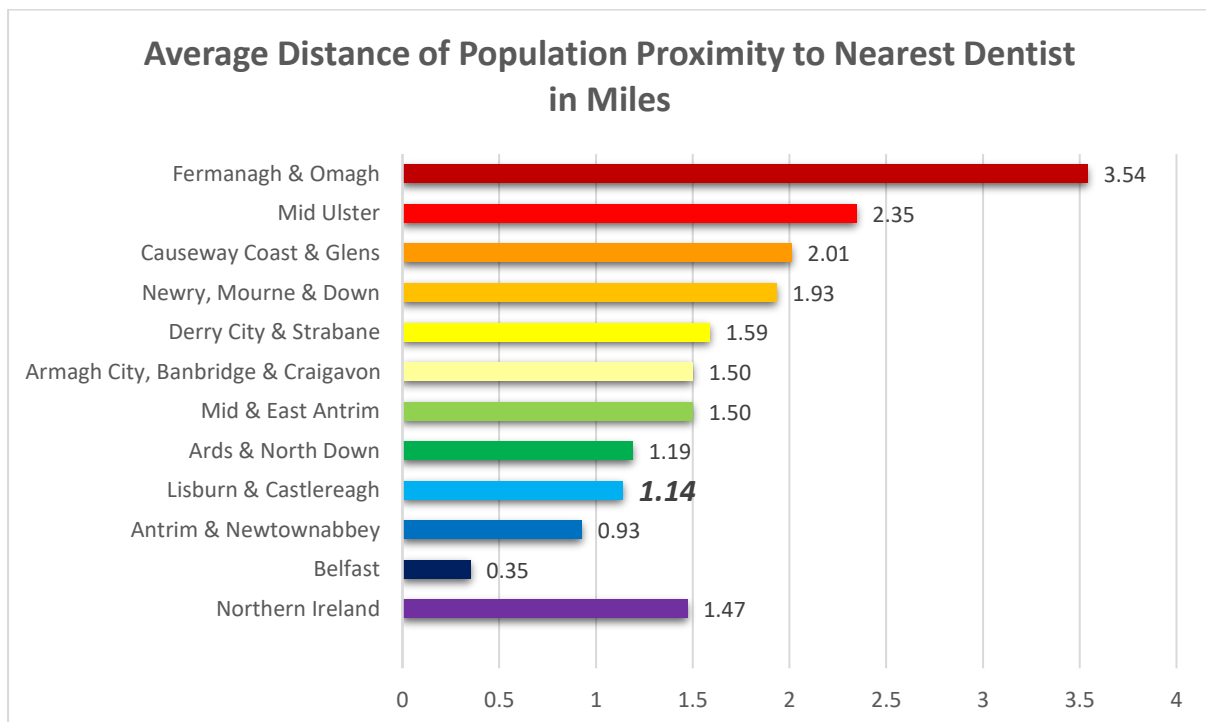 Average Distance of Population Proximity to Nearest Dentist
in Miles
Fermanagh & Omagh 3.54
Mid Ulster 2.35
Causeway Coast & Glens 2.01
Newry, Mourne & Down 1.93
Derry City & Strabane 1.59
Armagh City, Banbridge & Craigavon 1.50
Mid & East Antrim 1.50
Ards & North Down 1.19
Lisburn & Castlereagh 1.14
Antrim & Newtownabbey 0.93
Belfast 0.35
Northern Ireland 1.47
0 0.5 1 1.5 2 2.5 3 3.5 4